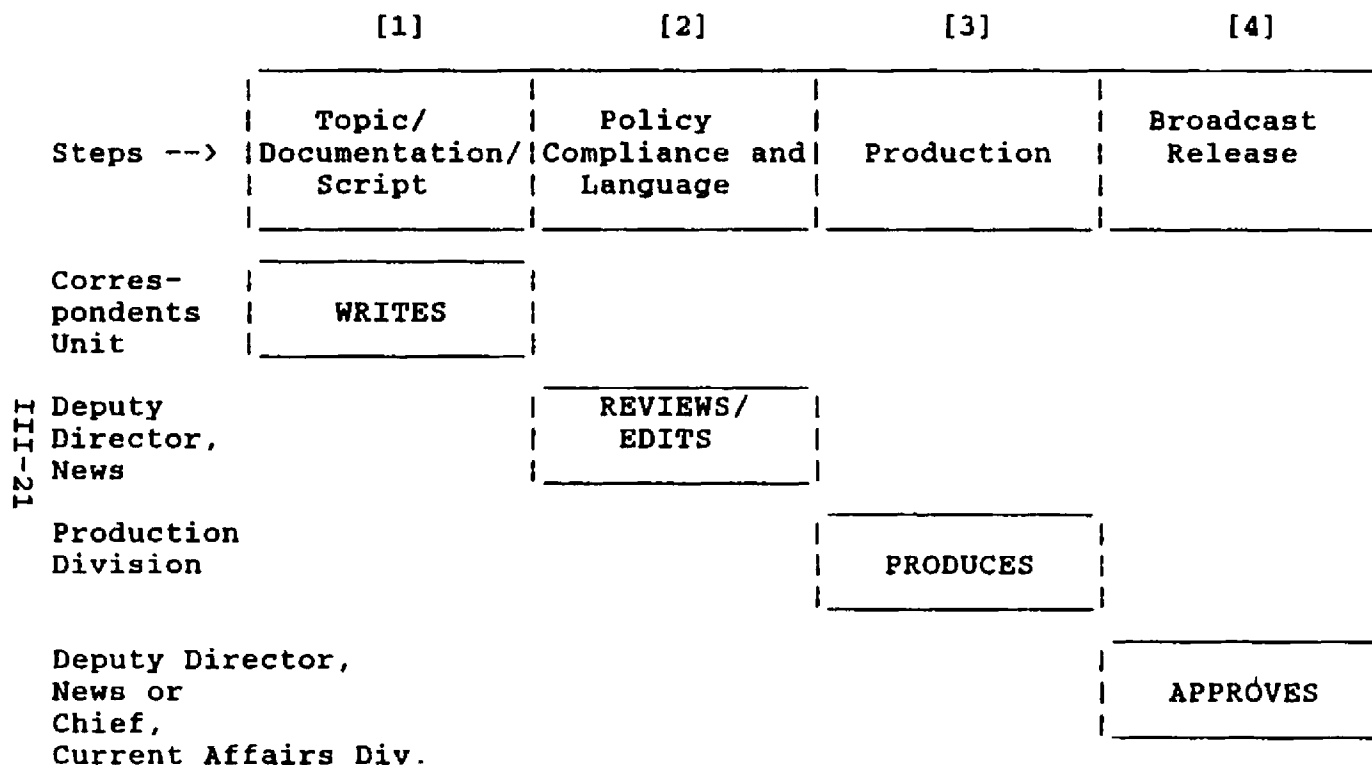 [1] [2] [3] [4]
Topic/ Policy Broadcast
Steps --> Documentation/ Compliance and Production Release
Script Language
Corres-
pondents WRITES
Unit
Deputy REVIEWS/
Director, EDITS
News
III-21
Production
Division PRODUCES
Deputy Director,
News or APPROVES
Chief,
Current Affairs Div.